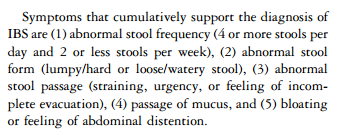 Symptoms that cumulatively support the diagnosis of
IBS are (1) abnormal stool frequency (4 or more stools per
day and 2 or less stools per week), (2) abnormal stool
form (lumpy/hard or loose/watery stool), (3) abnormal
stool passage (straining, urgency, or feeling of incom-
plete evacuation), (4) passage of mucus, and (5) bloating
or feeling of abdominal distention.